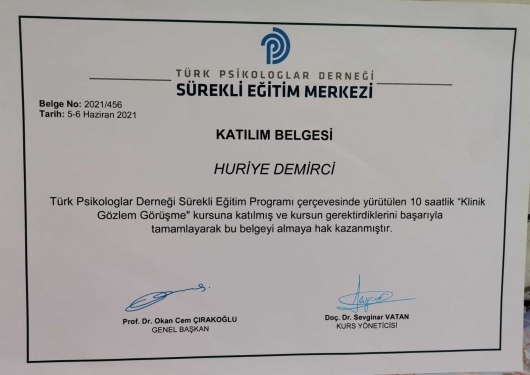 TÜRK PSİKOLOGLAR DERNEĞİ
SÜREKLİ EĞİTİM MERKEZİ
Belge No: 2021/456
Tarih: 5-6 Haziran 2021
KATILIM BELGESİ
HURİYE DEMİRCİ
Türk Psikologlar Derneği Sürekli Eğitim Programı çerçevesinde yürütülen 10 saatlik “Klinik
Gözlem Görüşme” kursuna katılmış ve kursun gerektirdiklerini başarıyla
tamamlayarak bu belgeyi almaya hak kazanmıştır.
Prof. Dr. Okan Cem ÇIRAKOĞLU
GENEL BAŞKAN
Doç. Dr. Sevginar VATAN
KURS YÖNETİCİSİ